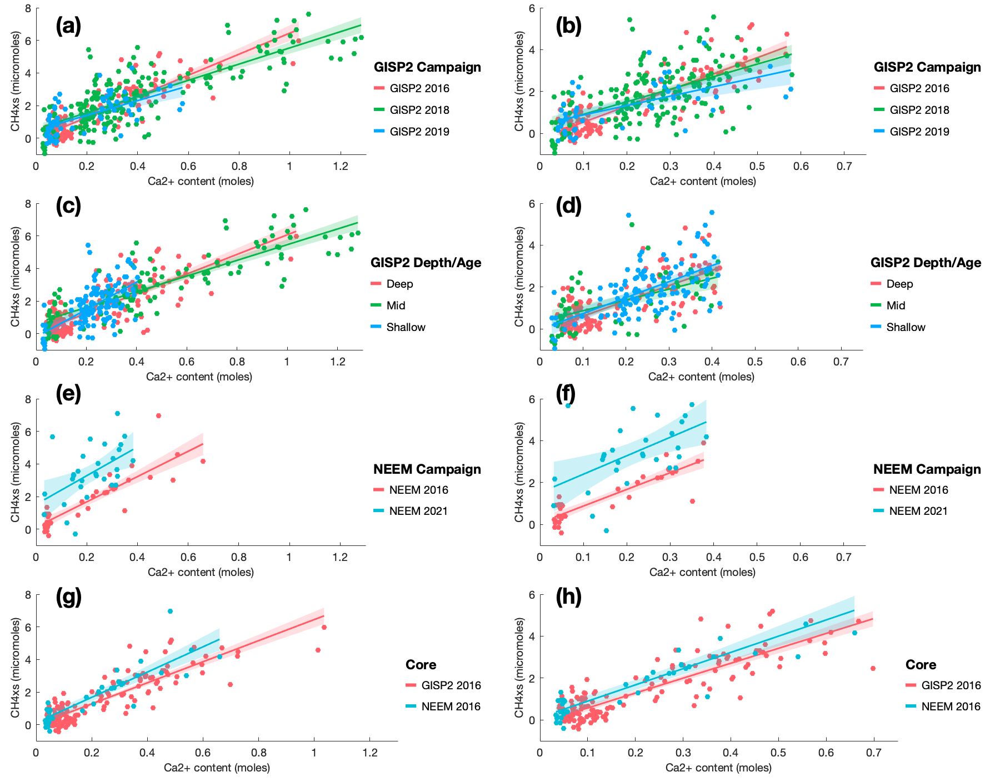 (a)
CH4xs (micromoles)
8
6
4
2
0
0 0.2 0.4 0.6 0.8 1 1.2
Ca2+ content (moles)
GISP2 Campaign
GISP2 2016
GISP2 2018
GISP2 2019
(b)
CH4xs (micromoles)
6
4
2
0
0 0.1 0.2 0.3 0.4 0.5 0.6 0.7
Ca2+ content (moles)
GISP2 Campaign
GISP2 2016
GISP2 2018
GISP2 2019
(c)
CH4xs (micromoles)
8
6
4
2
0
0 0.2 0.4 0.6 0.8 1 1.2
Ca2+ content (moles)
GISP2 Depth/Age
Deep
Mid
Shallow
(d)
CH4xs (micromoles)
6
4
2
0
0 0.1 0.2 0.3 0.4 0.5 0.6 0.7
Ca2+ content (moles)
GISP2 Depth/Age
Deep
Mid
Shallow
(e)
CH4xs (micromoles)
8
6
4
2
0
0 0.2 0.4 0.6 0.8 1 1.2
Ca2+ content (moles)
NEEM Campaign
NEEM 2016
NEEM 2021
(f)
CH4xs (micromoles)
6
4
2
0
0 0.1 0.2 0.3 0.4 0.5 0.6 0.7
Ca2+ content (moles)
NEEM Campaign
NEEM 2016
NEEM 2021
(g)
CH4xs (micromoles)
8
6
4
2
0
0 0.2 0.4 0.6 0.8 1 1.2
Ca2+ content (moles)
Core
GISP2 2016
NEEM 2016
(h)
CH4xs (micromoles)
6
4
2
0
0 0.1 0.2 0.3 0.4 0.5 0.6 0.7
Ca2+ content (moles)
Core
GISP2 2016
NEEM 2016